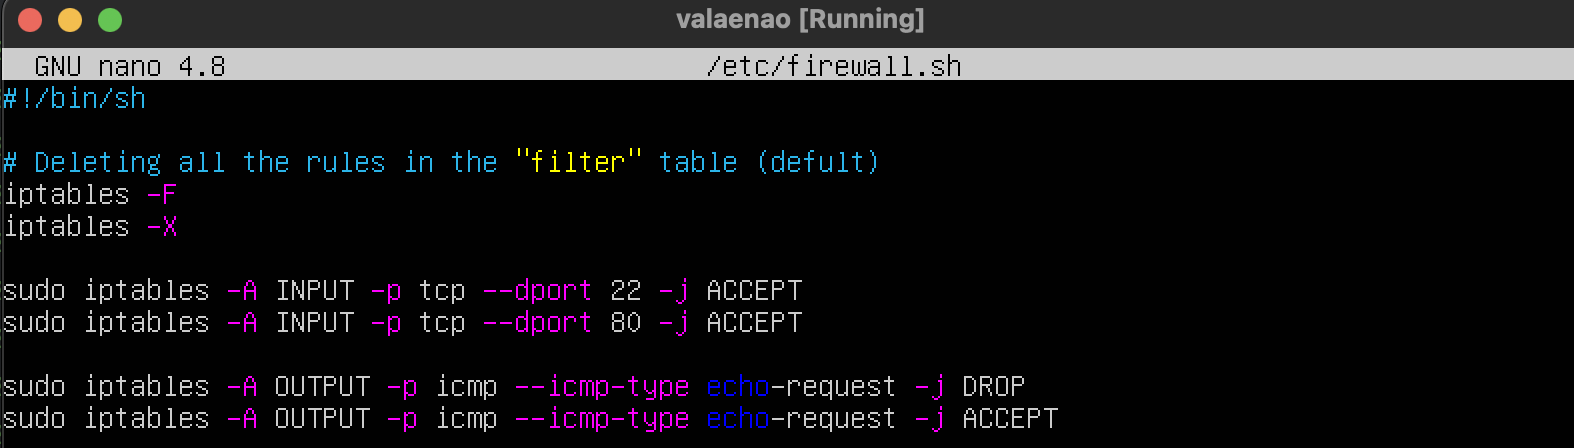 valaenao [Running]
GNU nano 4.8 /etc/firewall.sh
#!/bin/sh
# Deleting all the rules in the "filter" table (defult)
iptables -F
iptables -X
sudo iptables -A INPUT -p tcp --dport 22 -j ACCEPT
sudo iptables -A INPUT -p tcp --dport 80 -j ACCEPT
sudo iptables -A OUTPUT -p icmp --icmp-type echo-request -j DROP
sudo iptables -A OUTPUT -p icmp --icmp-type echo-request -j ACCEPT